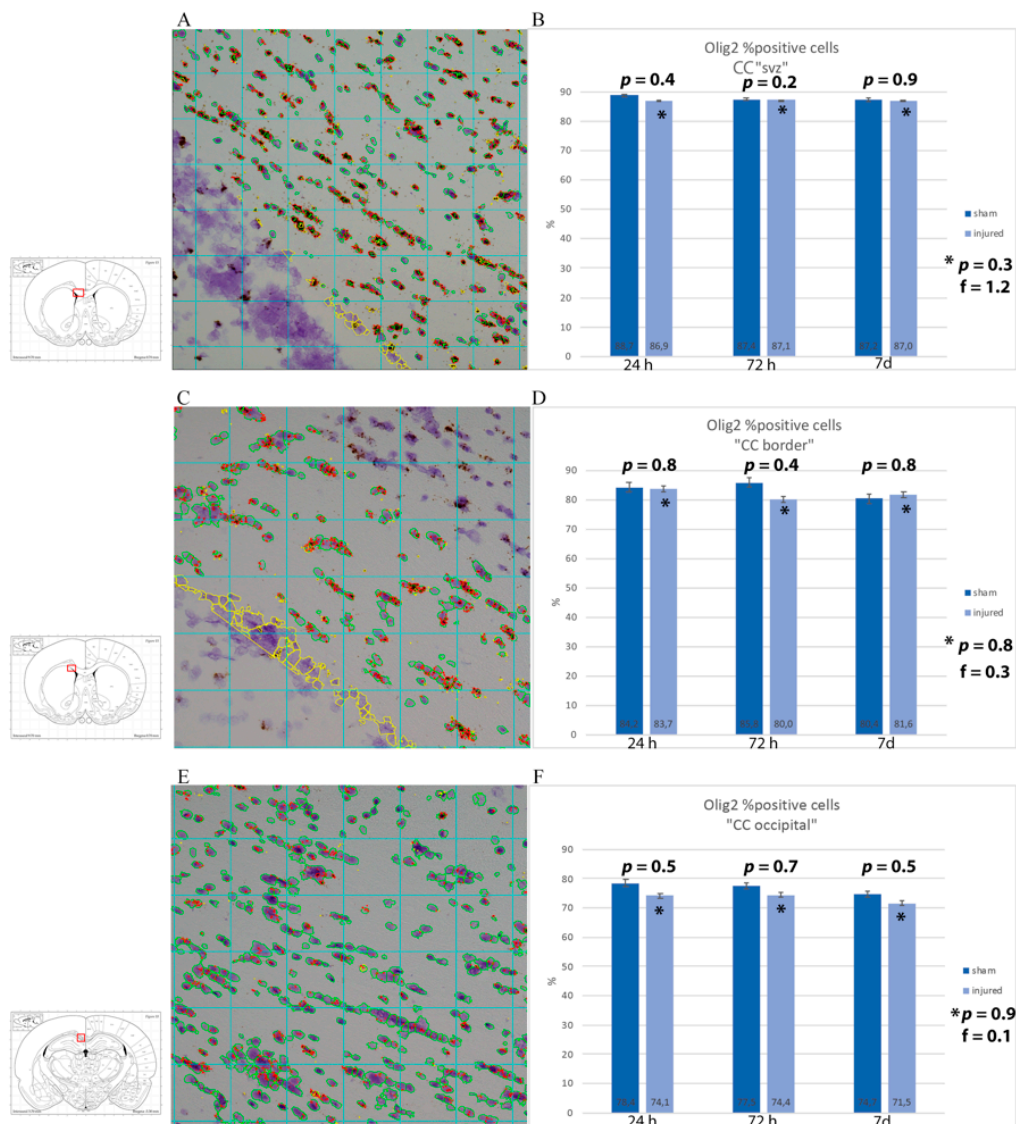 A
B
Olig2 %positive cells
CC"svz"
p = 0.4
p = 0.2
p = 0.9
90
80
70
60
50
40
30
20
10
0
%
* * *
sham
injured
* p = 0.3
f = 1.2
86,9
87,1
87,0
24 h
72 h
7d
C
D
Olig2 %positive cells
"CC border"
p = 0.8
p = 0.4
p = 0.8
90
80
70
60
50
40
30
20
10
0
%
* * *
sham
injured
* p = 0.8
f = 0.3
84,2
83,7
80,0
81,6
24 h
72 h
7d
E
F
Olig2 %positive cells
"CC occipital"
p = 0.5
p = 0.7
p = 0.5
90
80
70
60
50
40
30
20
10
0
%
* * *
sham
injured
*p = 0.9
f = 0.1
74,1
74,4
71,5
24 h
72 h
7d